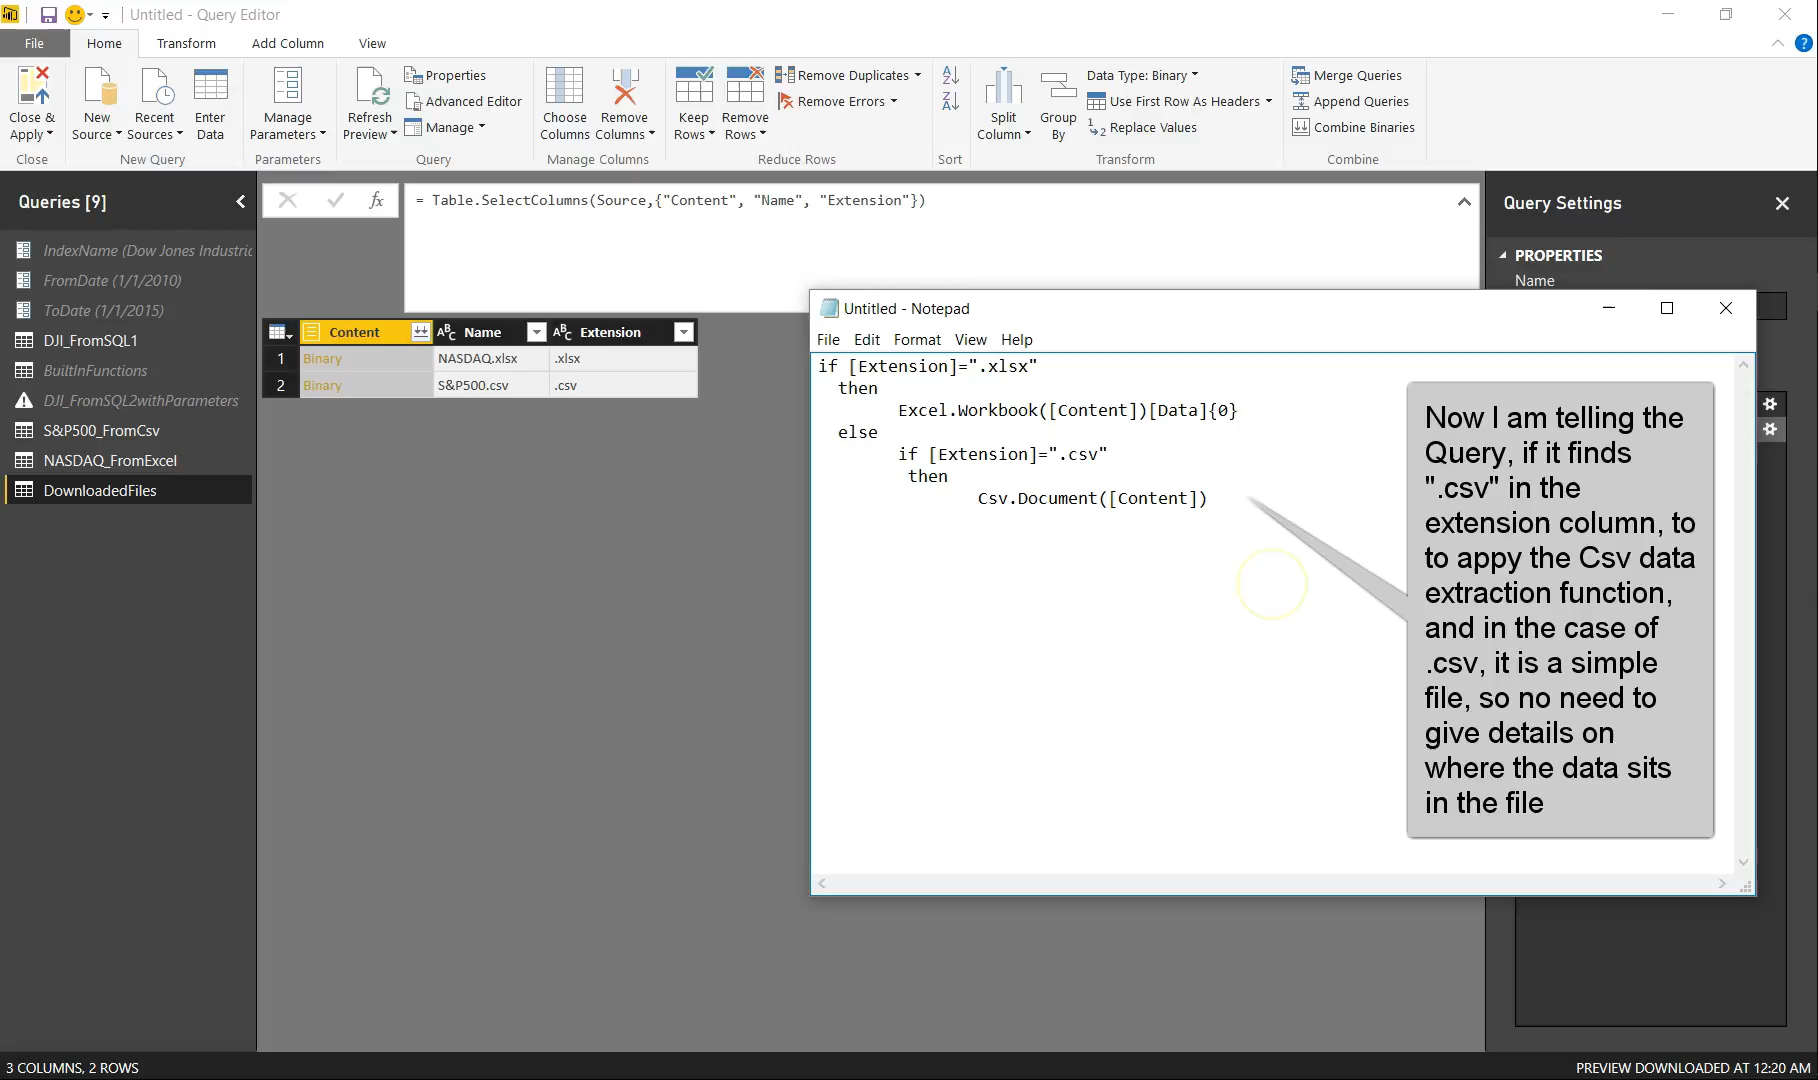 Untitled - Query Editor
File Home Transform Add Column View
Close & Apply
Close
New Source
Recent Sources
Enter Data
New Query
Manage Parameters
Parameters
Refresh Preview
Properties
Advanced Editor
Manage
Query
Choose Columns
Remove Columns
Manage Columns
Keep Rows
Remove Rows
Remove Duplicates
Remove Errors
Reduce Rows
Sort
Split Column
Group By
Data Type: Binary
Use First Row As Headers
Replace Values
Transform
Merge Queries
Append Queries
Combine Binaries
Combine
Queries [9]
IndexName (Dow Jones Industric
FromDate (1/1/2010)
ToDate (1/1/2015)
DJI_FromSQL1
BuiltInFunctions
DJI_FromSQL2withParameters
S&P500_FromCsv
NASDAQ_FromExcel
DownloadedFiles
fx
= Table.SelectColumns(Source,{"Content", "Name", "Extension"})
Content ABC Name ABC Extension
1 Binary NASDAQ.xlsx .xlsx
2 Binary S&P500.csv .csv
Query Settings
PROPERTIES
Name
Untitled - Notepad
File Edit Format View Help
if [Extension]=".xlsx"
then
Excel.Workbook([Content])[Data]{0}
else
if [Extension]=".csv"
then
Csv.Document([Content])
Now I am telling the
Query, if it finds
".csv" in the
extension column, to
to appy the Csv data
extraction function,
and in the case of
.csv, it is a simple
file, so no need to
give details on
where the data sits
in the file
3 COLUMNS, 2 ROWS
PREVIEW DOWNLOADED AT 12:20 AM